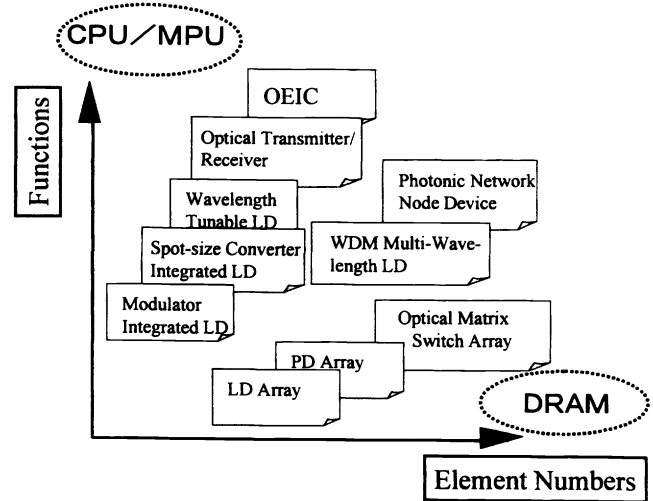 CPU／MPU
Functions
OEIC
Optical Transmitter/
Receiver
Wavelength
Tunable LD
Spot-size Converter
Integrated LD
Modulator
Integrated LD
Photonic Network
Node Device
WDM Multi-Wave-
length LD
Optical Matrix
Switch Array
PD Array
LD Array
DRAM
Element Numbers